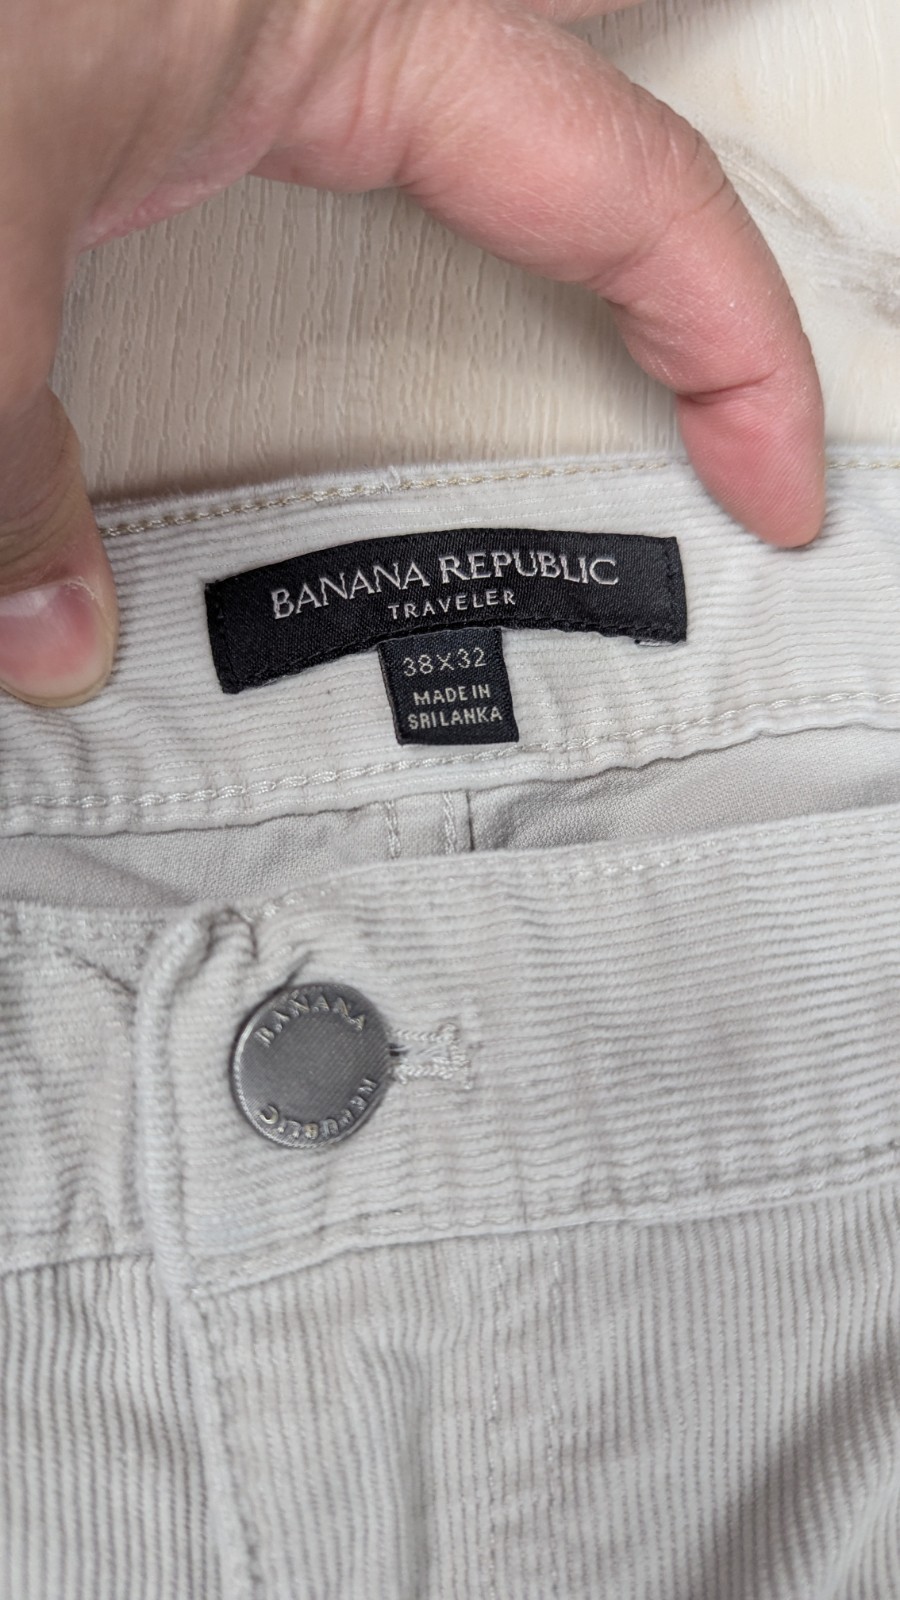 BANANA REPUBLIC
TRAVELER
38X32
MADE IN
SRI LANKA
BANANA
REPUBLIC